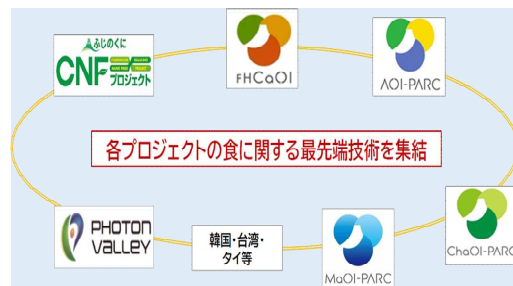 ふじのくに
CNF
プロジェクト
FHCaOI
AOI-PARC
各プロジェクトの食に関する最先端技術を集結
PHOTON
VALLEY
韓国・台湾・
タイ等
MaOI-PARC
ChaOI-PARC